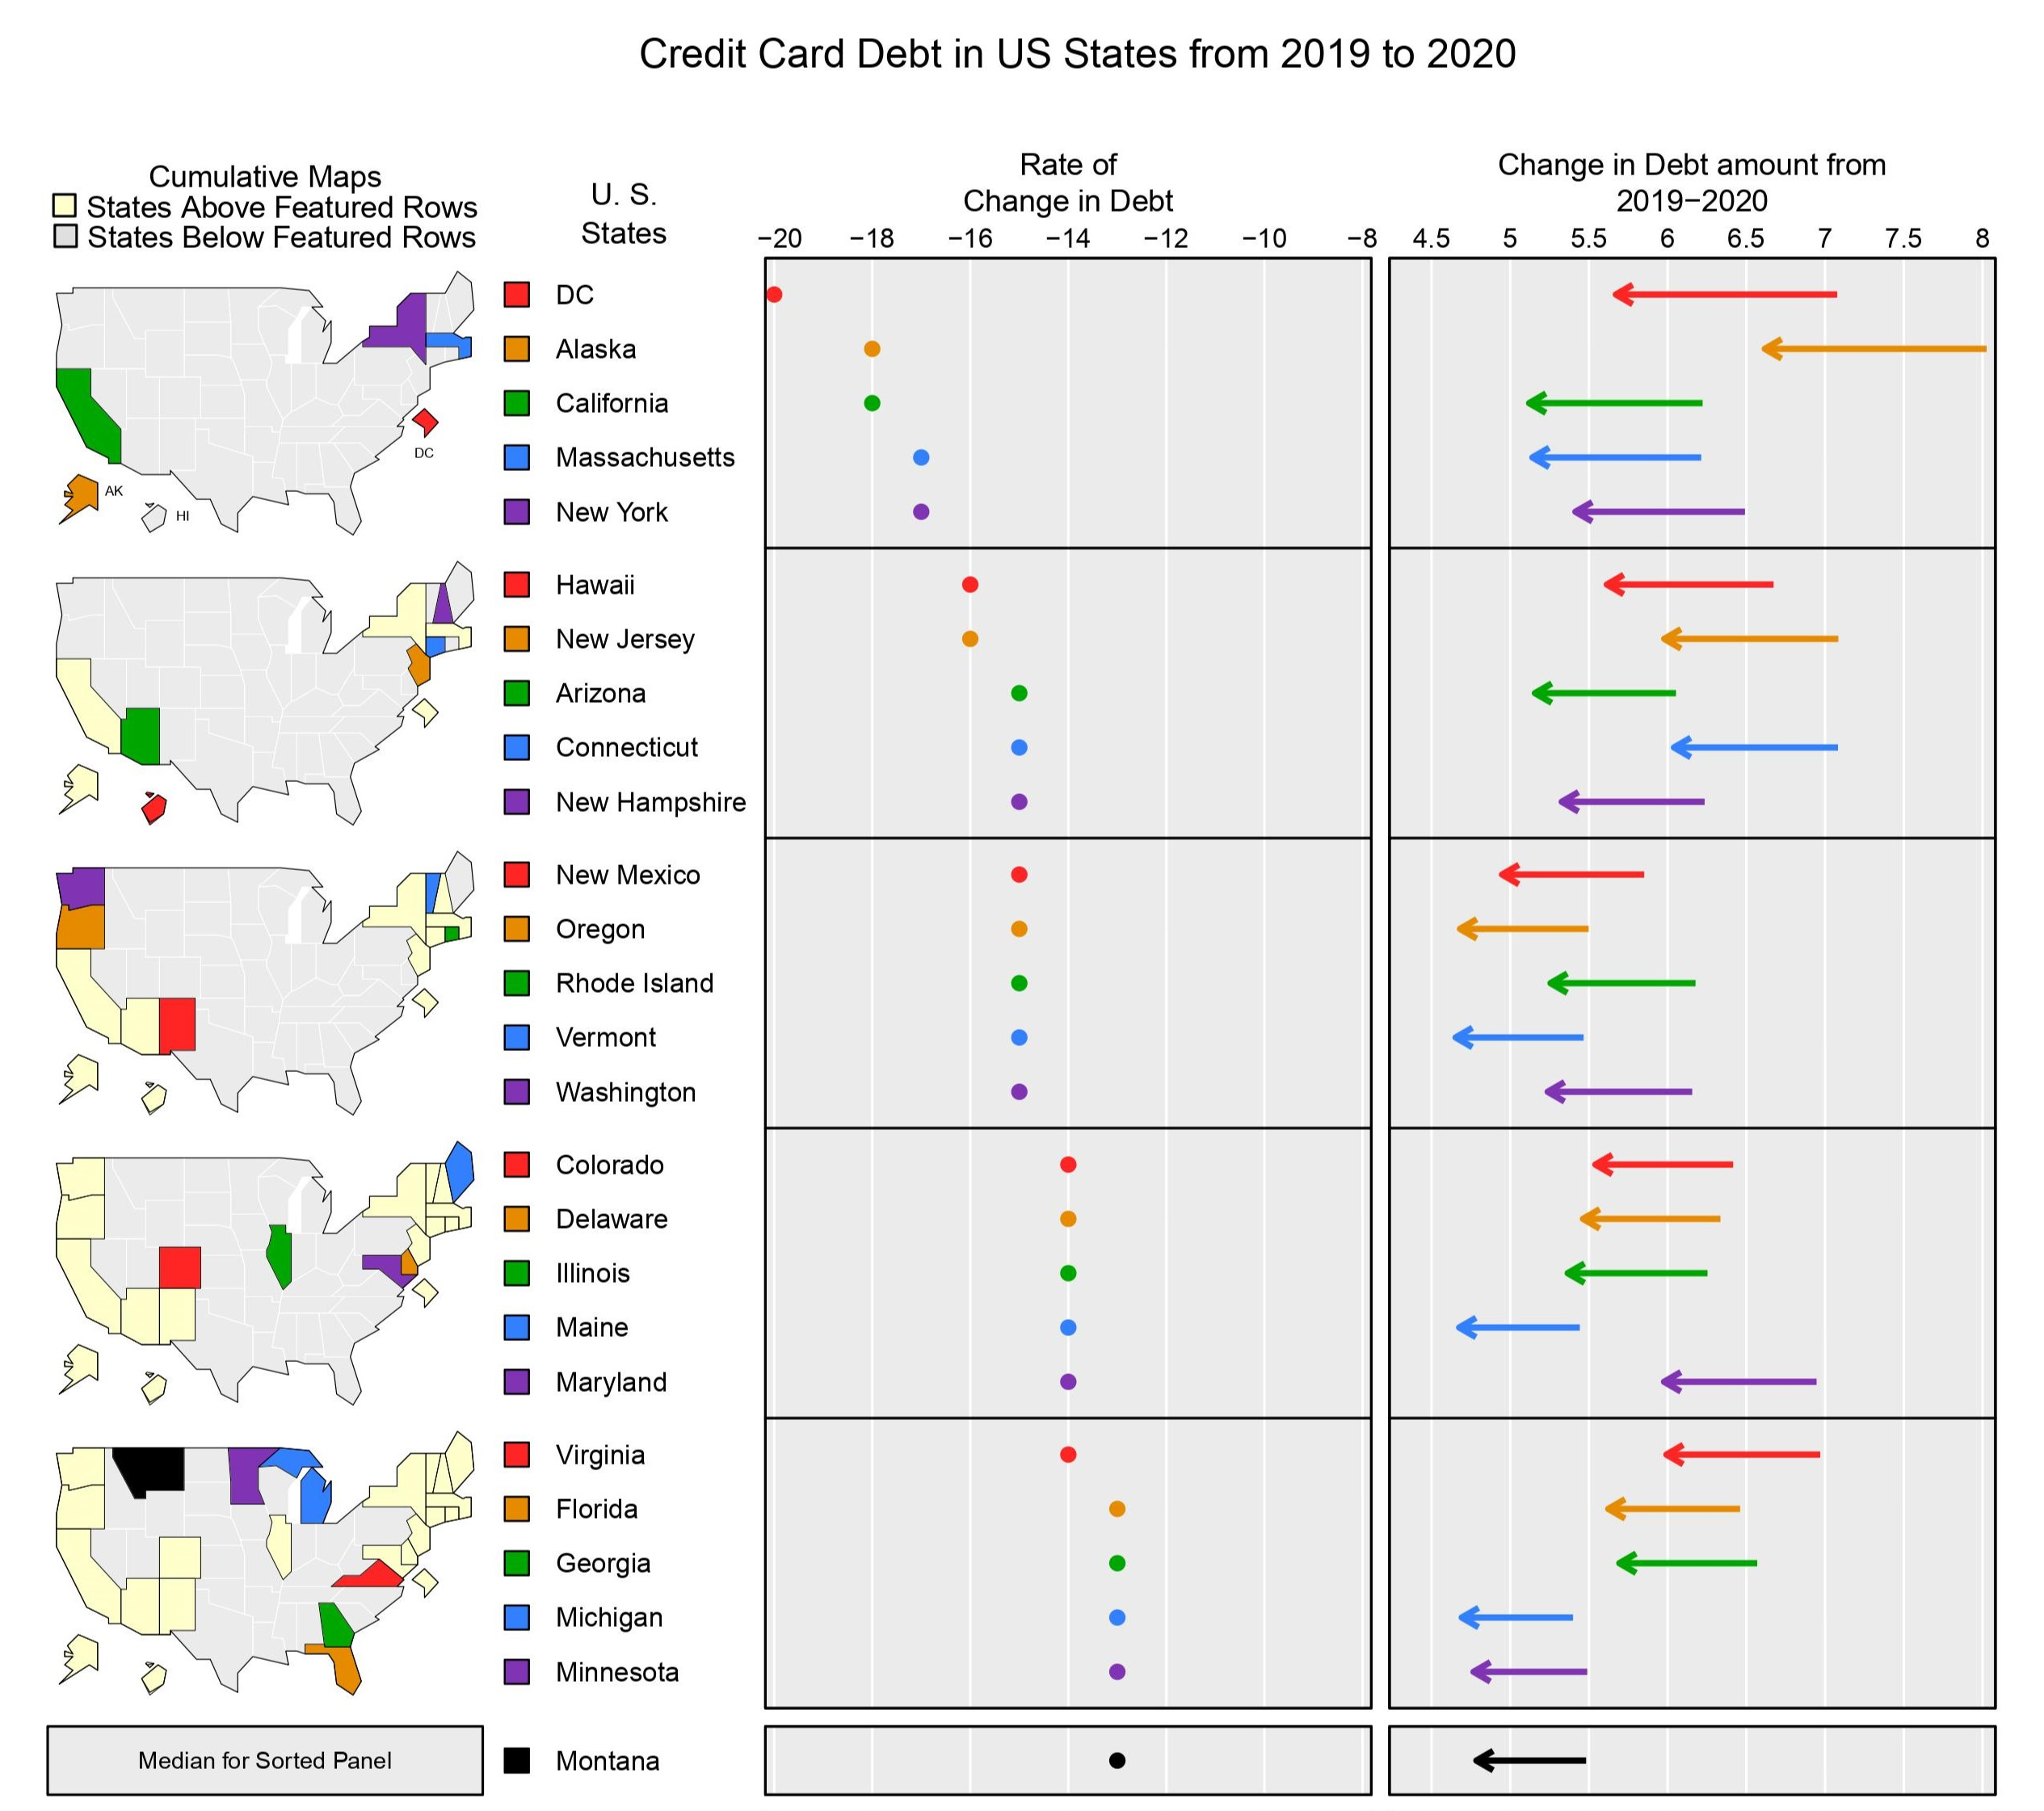 Credit Card Debt in US States from 2019 to 2020
Cumulative Maps
States Above Featured Rows
States Below Featured Rows
U. S.
States
Rate of
Change in Debt
−20 −18 −16 −14 −12 −10 −8
Change in Debt amount from
2019−2020
4.5 5 5.5 6 6.5 7 7.5 8
DC
AK
HI
DC
Alaska
California
Massachusetts
New York
Hawaii
New Jersey
Arizona
Connecticut
New Hampshire
New Mexico
Oregon
Rhode Island
Vermont
Washington
Colorado
Delaware
Illinois
Maine
Maryland
Virginia
Florida
Georgia
Michigan
Minnesota
Median for Sorted Panel
Montana